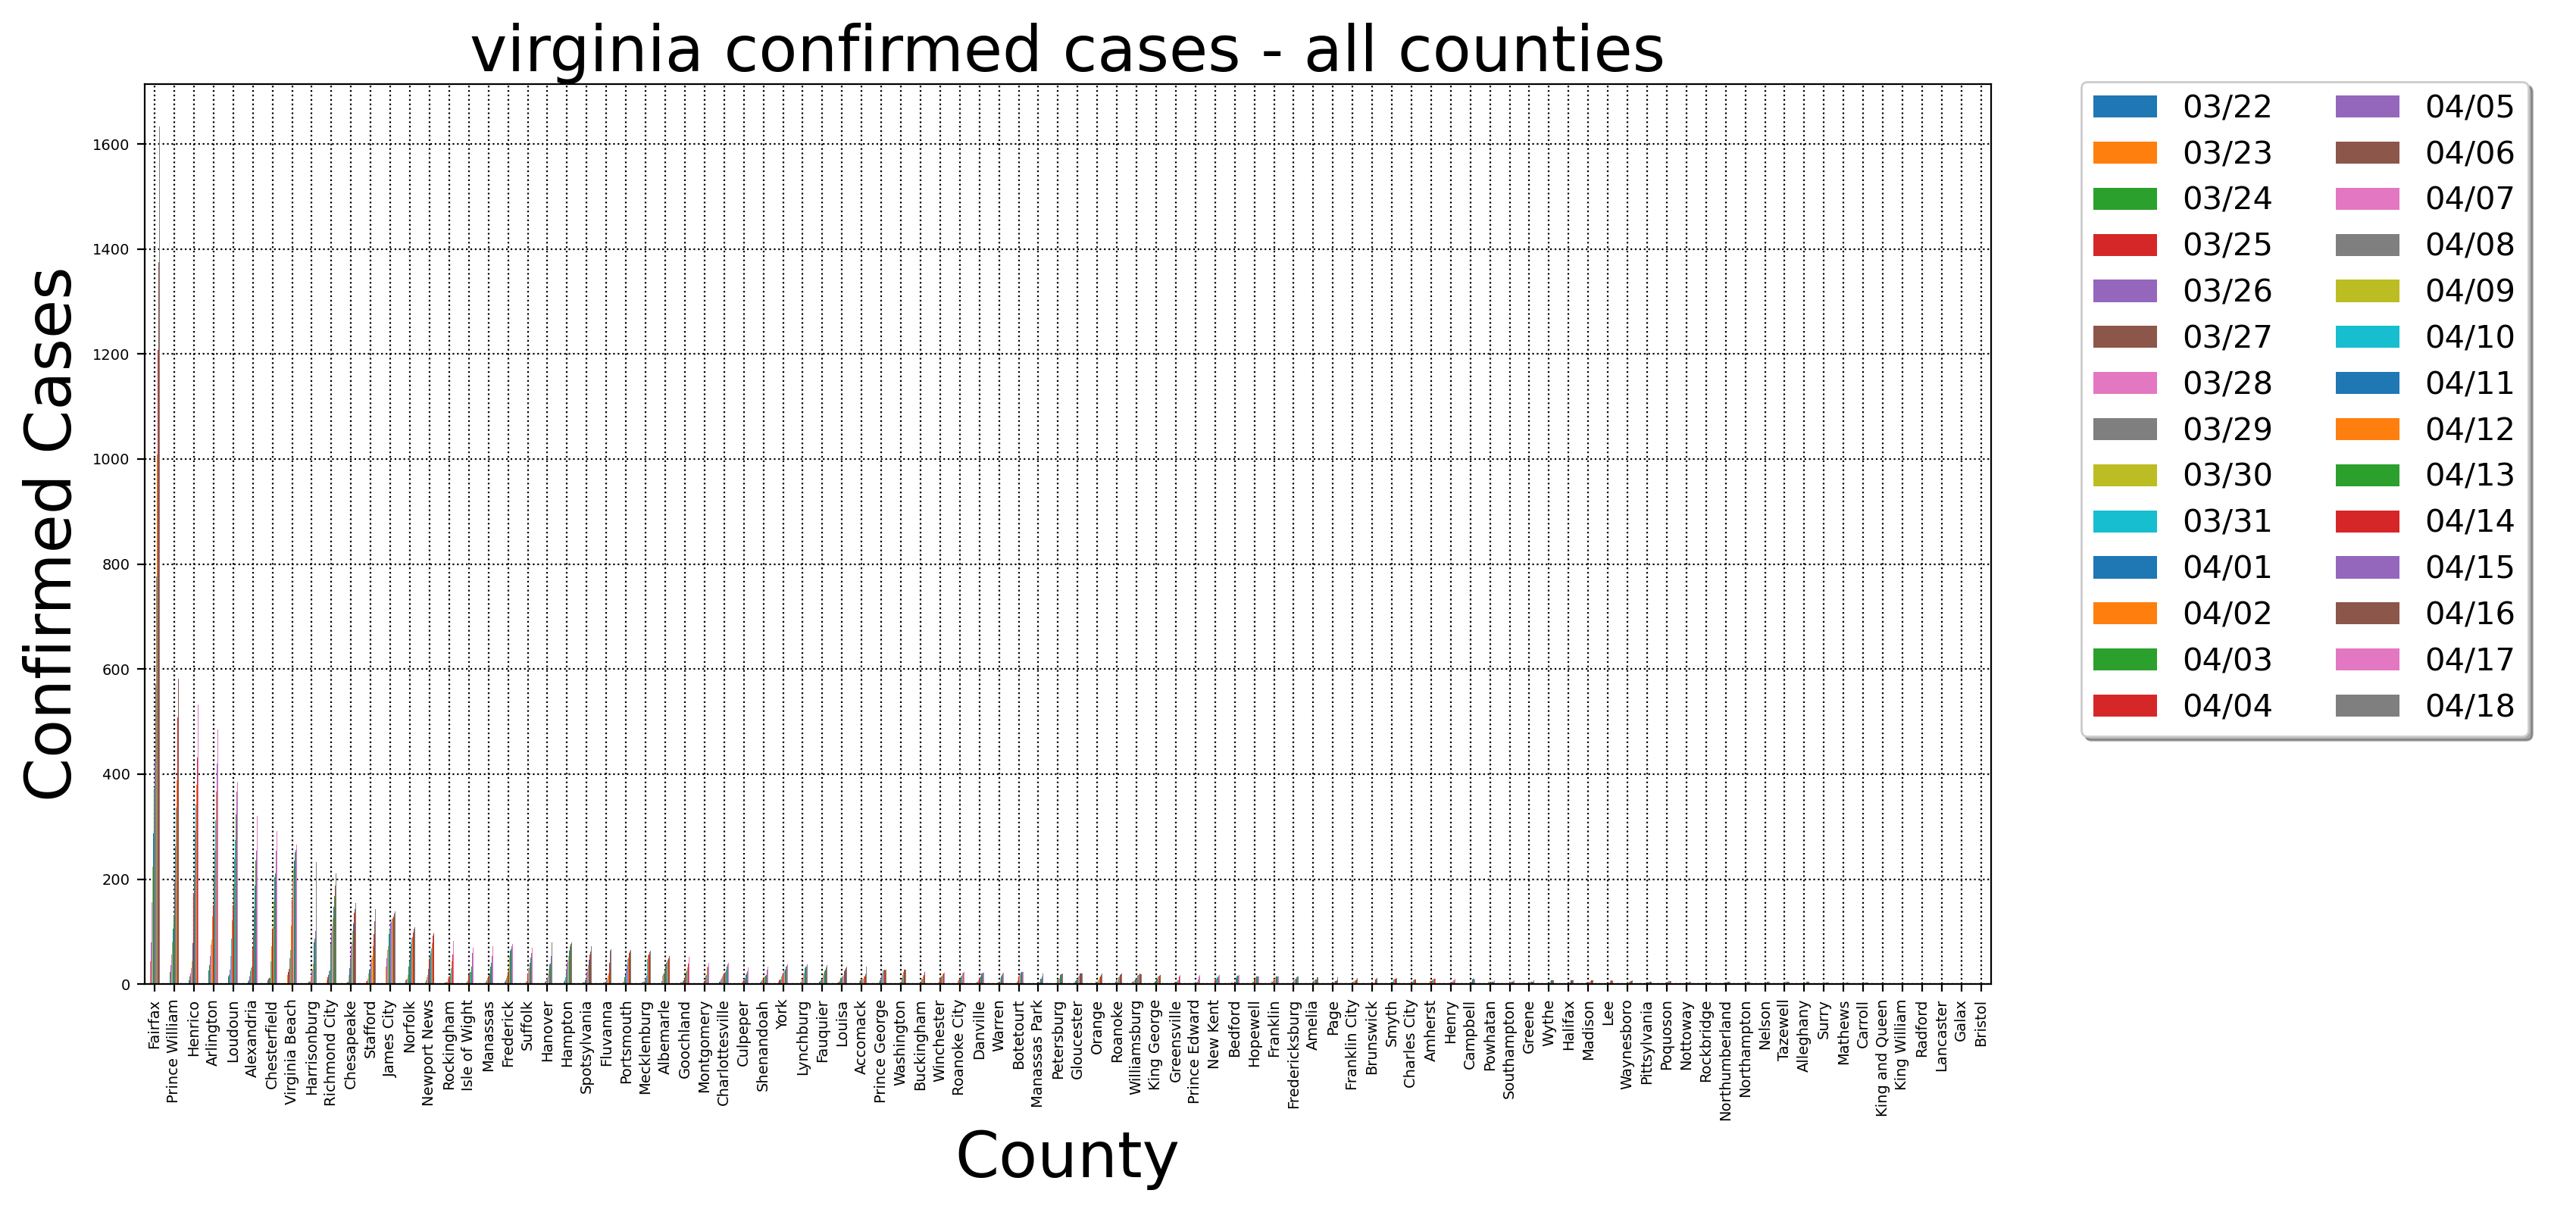 virginia confirmed cases - all counties
Confirmed Cases
1600
1400
1200
1000
800
600
400
200
0
Fairfax
Prince William
Henrico
Arlington
Loudoun
Alexandria
Chesterfield
Virginia Beach
Harrisonburg
Richmond City
Chesapeake
Stafford
James City
Norfolk
Newport News
Rockingham
Isle of Wight
Manassas
Frederick
Suffolk
Hanover
Hampton
Spotsylvania
Fluvanna
Portsmouth
Mecklenburg
Albemarle
Goochland
Montgomery
Charlottesville
Culpeper
Shenandoah
York
Lynchburg
Fauquier
Louisa
Accomack
Prince George
Washington
Buckingham
Winchester
Roanoke City
Danville
Warren
Botetourt
Manassas Park
Petersburg
Gloucester
Orange
Roanoke
Williamsburg
King George
Greensville
Prince Edward
New Kent
Bedford
Hopewell
Franklin
Fredericksburg
Amelia
Page
Franklin City
Brunswick
Smyth
Charles City
Amherst
Henry
Campbell
Powhatan
Southampton
Greene
Wythe
Halifax
Madison
Lee
Waynesboro
Pittsylvania
Poquoson
Nottoway
Rockbridge
Northumberland
Northampton
Nelson
Tazewell
Alleghany
Surry
Mathews
Carroll
King and Queen
King William
Radford
Lancaster
Galax
Bristol
County
03/22
03/23
03/24
03/25
03/26
03/27
03/28
03/29
03/30
03/31
04/01
04/02
04/03
04/04
04/05
04/06
04/07
04/08
04/09
04/10
04/11
04/12
04/13
04/14
04/15
04/16
04/17
04/18